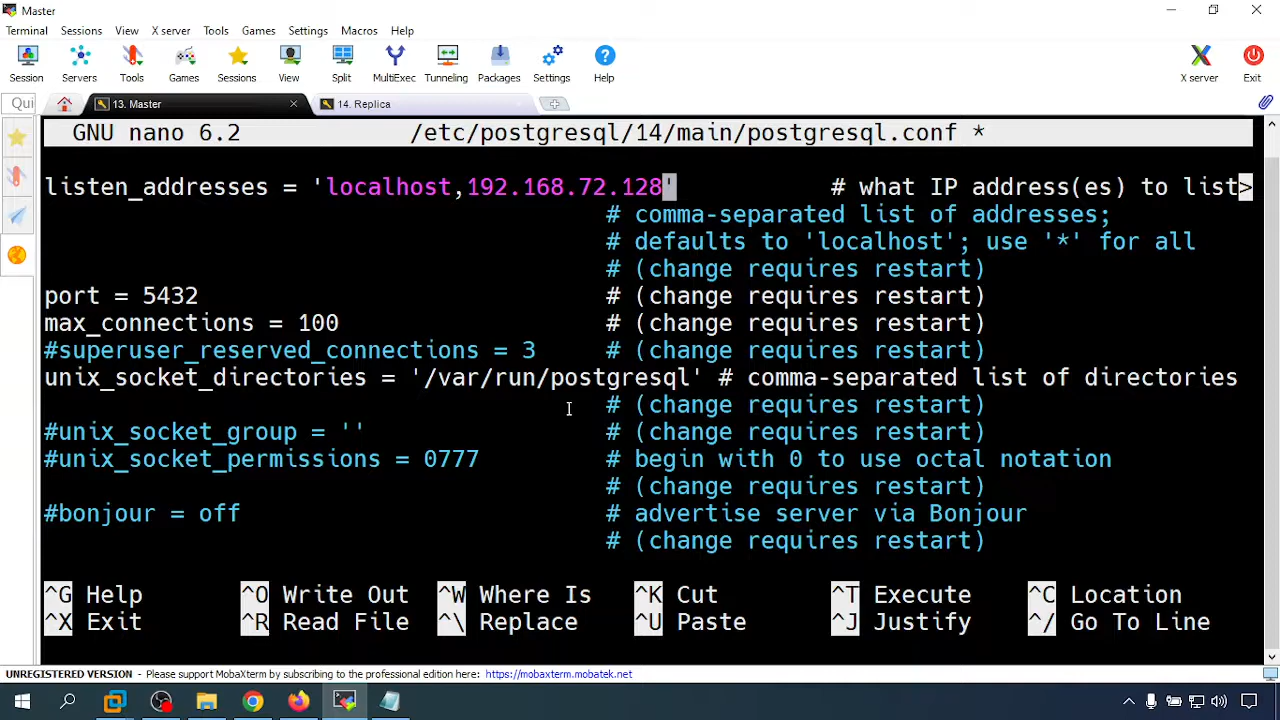 Master
Terminal Sessions View X server Tools Games Settings Macros Help
Session Servers Tools Games Sessions View Split MultiExec Tunneling Packages Settings Help X server Exit
Qui 13. Master 14. Replica
GNU nano 6.2 /etc/postgresql/14/main/postgresql.conf *
listen_addresses = 'localhost,192.168.72.128' # what IP address(es) to list>
# comma-separated list of addresses;
# defaults to 'localhost'; use '*' for all
# (change requires restart)
port = 5432 # (change requires restart)
max_connections = 100 # (change requires restart)
#superuser_reserved_connections = 3 # (change requires restart)
unix_socket_directories = '/var/run/postgresql' # comma-separated list of directories
# (change requires restart)
#unix_socket_group = '' # (change requires restart)
#unix_socket_permissions = 0777 # begin with 0 to use octal notation
# (change requires restart)
#bonjour = off # advertise server via Bonjour
# (change requires restart)
^G Help ^O Write Out ^W Where Is ^K Cut ^T Execute ^C Location
^X Exit ^R Read File ^\ Replace ^U Paste ^J Justify ^/ Go To Line
UNREGISTERED VERSION - Please support MobaXterm by subscribing to the professional edition here: https://mobaxterm.mobatek.net